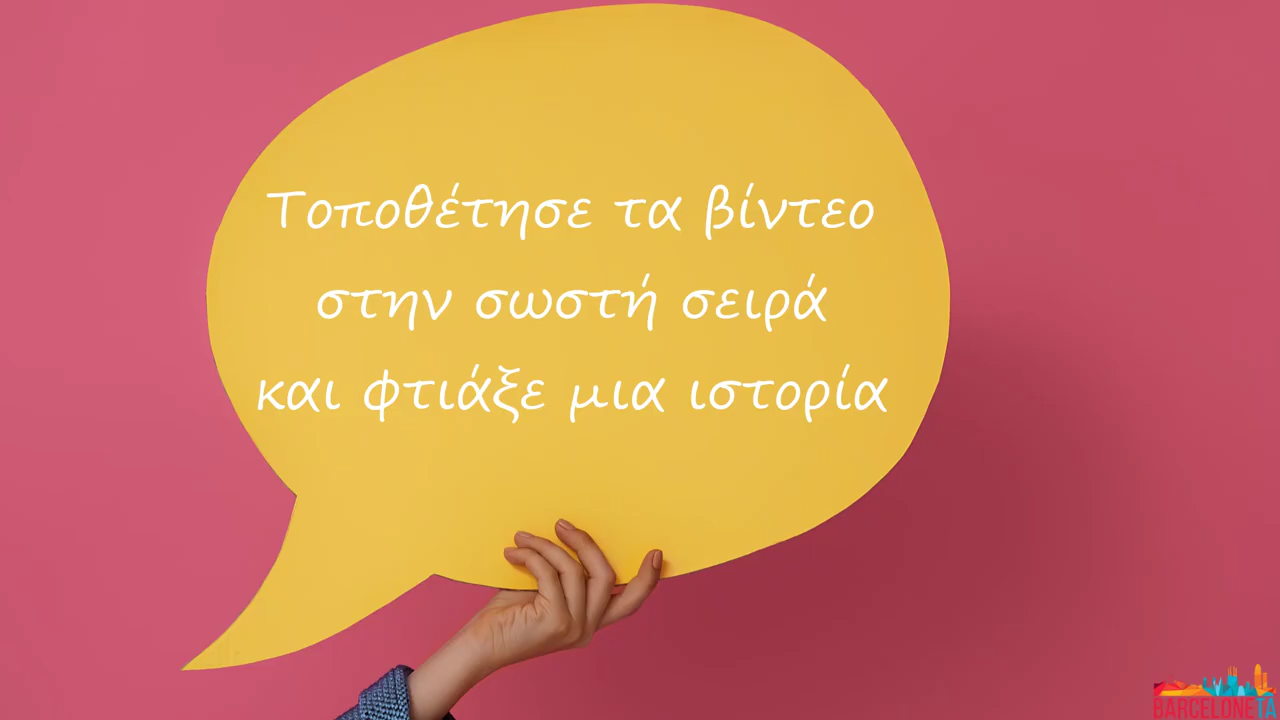 Τοποθέτησε τα βίντεο
στην σωστή σειρά
και φτιάξε μια ιστορία
BARCELONETA